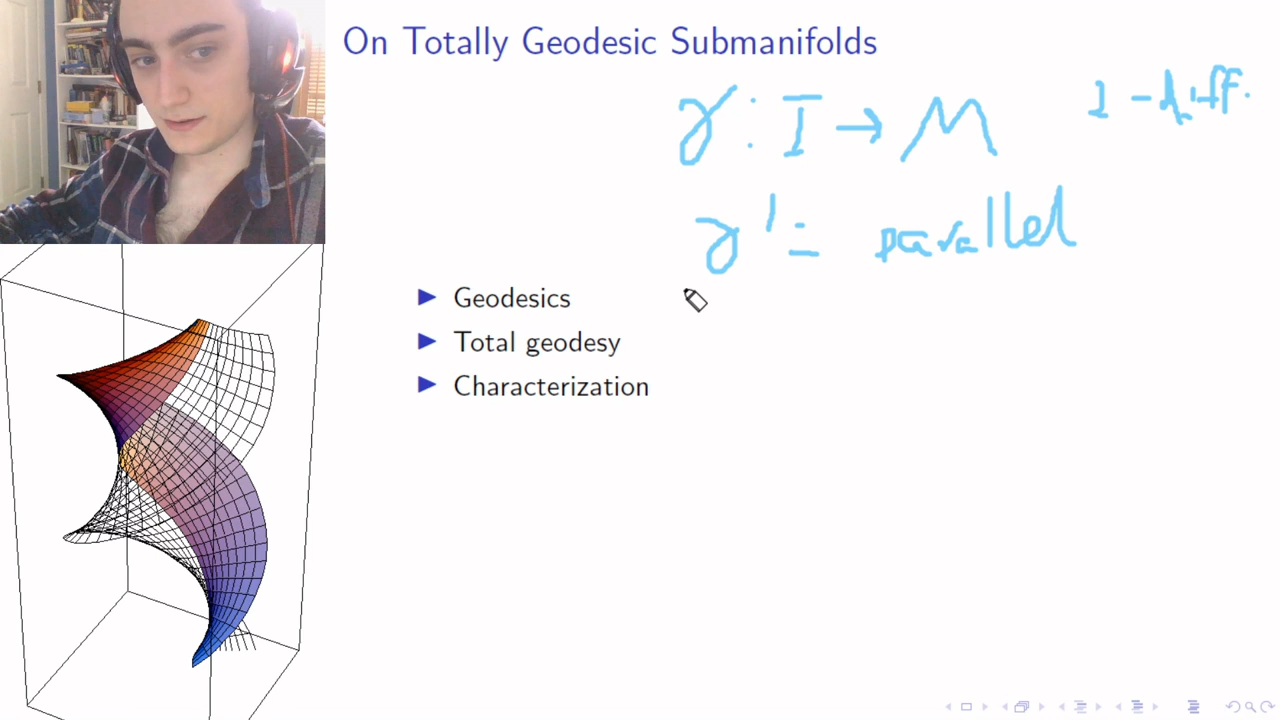 On Totally Geodesic Submanifolds
γ : I → M
1-diff.
γ' = parallel
▶ Geodesics
▶ Total geodesy
▶ Characterization